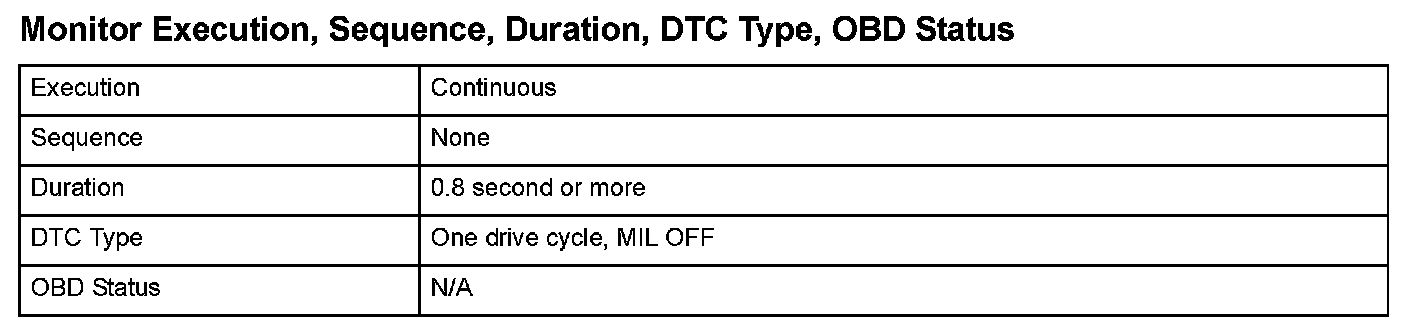 Monitor Execution, Sequence, Duration, DTC Type, OBD Status
Execution Continuous
Sequence None
Duration 0.8 second or more
DTC Type One drive cycle, MIL OFF
OBD Status N/A